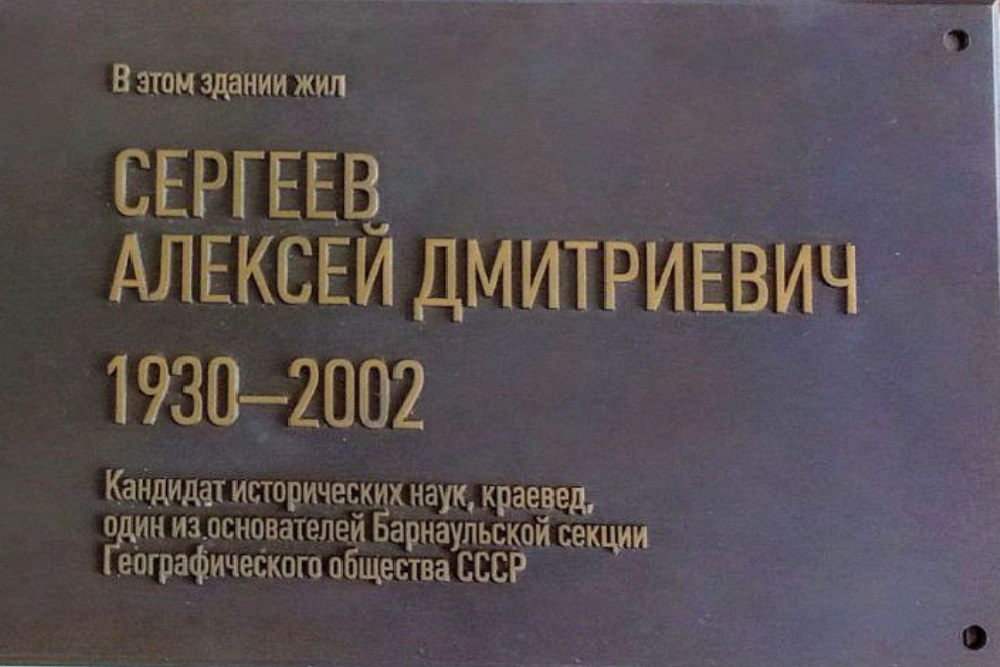 В этом здании жил
СЕРГЕЕВ
АЛЕКСЕЙ ДМИТРИЕВИЧ
1930–2002
Кандидат исторических наук, краевед,
один из основателей Барнаульской секции
Географического общества СССР